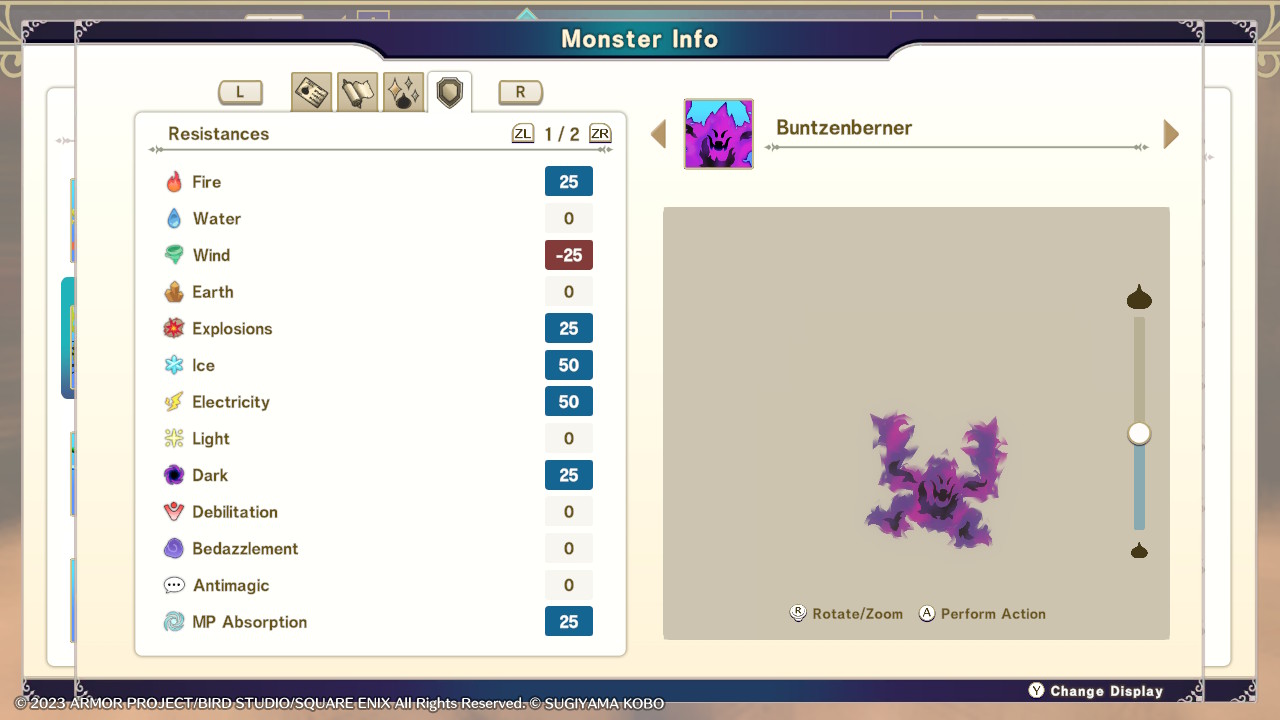 Monster Info
L
R
Resistances ZL 1 / 2 ZR
Fire 25
Water 0
Wind -25
Earth 0
Explosions 25
Ice 50
Electricity 50
Light 0
Dark 25
Debilitation 0
Bedazzlement 0
Antimagic 0
MP Absorption 25
Buntzenberner
R Rotate/Zoom A Perform Action
Y Change Display
© 2023 ARMOR PROJECT/BIRD STUDIO/SQUARE ENIX All Rights Reserved. © SUGIYAMA KOBO